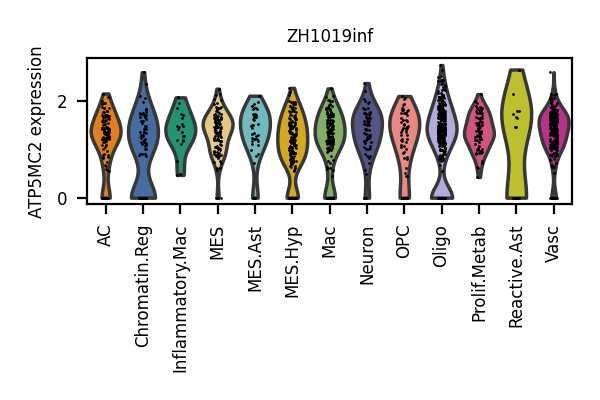 ZH1019inf
ATP5MC2 expression
2
0
AC
Chromatin.Reg
Inflammatory.Mac
MES
MES.Ast
MES.Hyp
Mac
Neuron
OPC
Oligo
Prolif.Metab
Reactive.Ast
Vasc